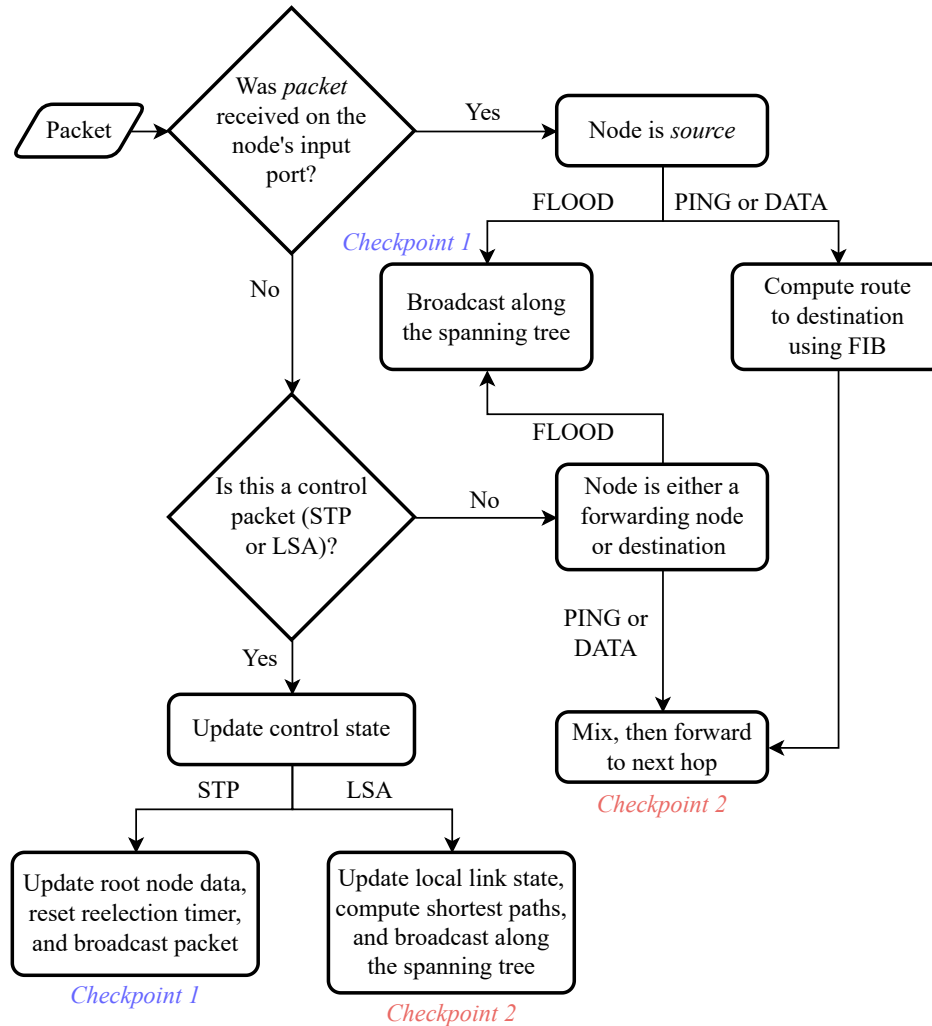 Packet
Was packet
received on the
node's input
port?
Yes
Node is source
FLOOD
PING or DATA
Checkpoint 1
No
Broadcast along
the spanning tree
Compute route
to destination
using FIB
FLOOD
Is this a control
packet (STP
or LSA)?
No
Node is either a
forwarding node
or destination
PING or
DATA
Yes
Update control state
Mix, then forward
to next hop
Checkpoint 2
STP
LSA
Update root node data,
reset reelection timer,
and broadcast packet
Checkpoint 1
Update local link state,
compute shortest paths,
and broadcast along
the spanning tree
Checkpoint 2